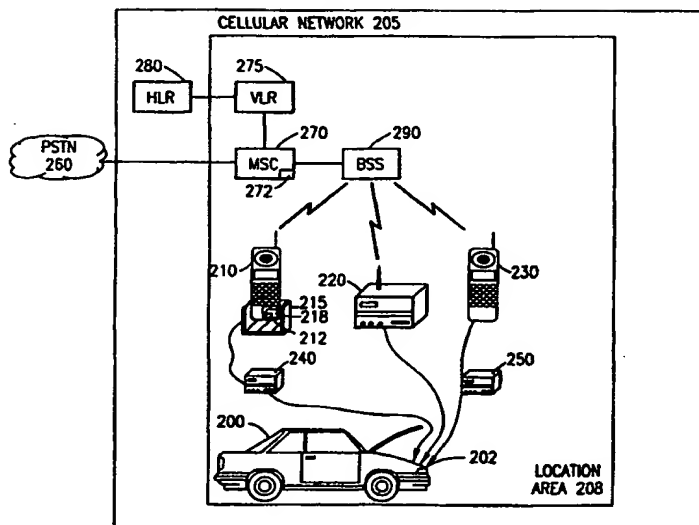 CELLULAR NETWORK 205
280
275
HLR
VLR
270
290
PSTN
260
MSC
BSS
272
210
220
230
215
218
212
240
250
200
202
LOCATION
AREA 208